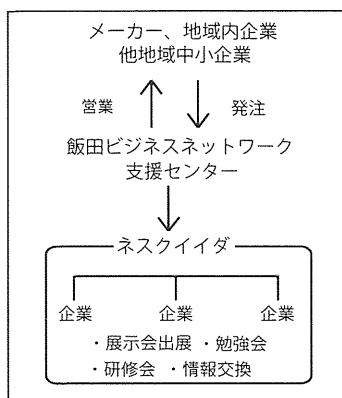 メーカー、地域内企業
他地域中小企業
営業
発注
飯田ビジネスネットワーク
支援センター
ネスクイイダ
企業 企業 企業
・展示会出展 ・勉強会
・研修会 ・情報交換